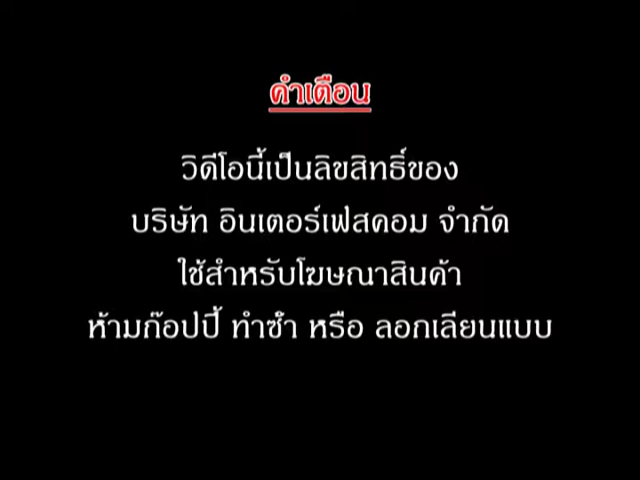 คำเตือน
วิดีโอนี้เป็นลิขสิทธิ์ของ
บริษัท อินเตอร์เฟสคอม จำกัด
ใช้สำหรับโฆษณาสินค้า
ห้ามก๊อปปี้ ทำซ้ำ หรือ ลอกเลียนแบบ